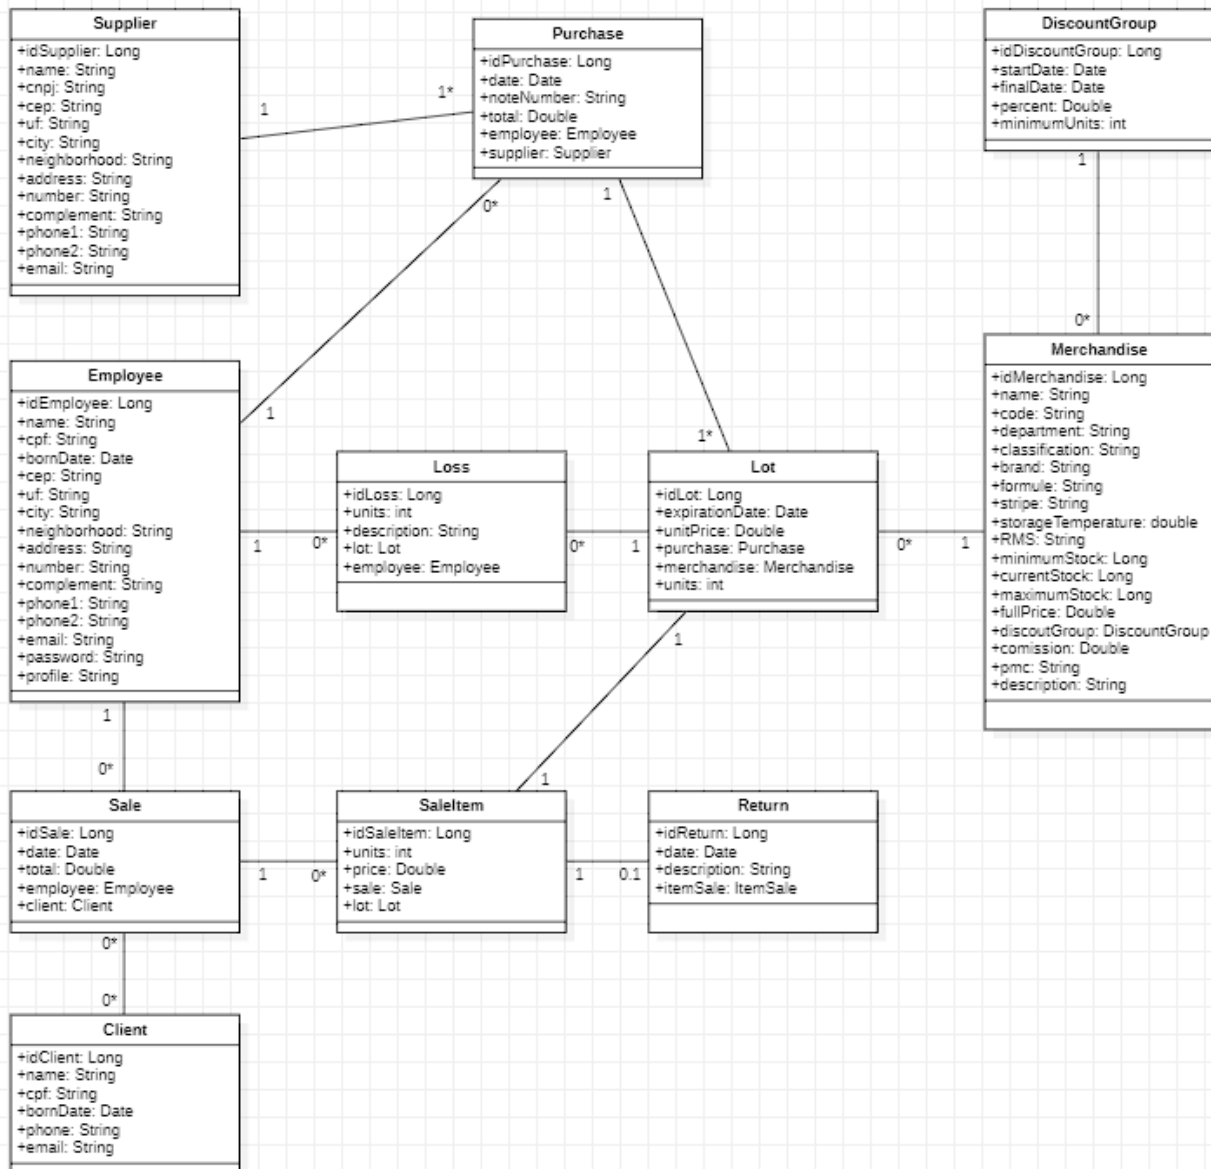 Supplier
+idSupplier: Long
+name: String
+cnpj: String
+cep: String
+uf: String
+city: String
+neighborhood: String
+address: String
+number: String
+complement: String
+phone1: String
+phone2: String
+email: String
1
1*
Purchase
+idPurchase: Long
+date: Date
+noteNumber: String
+total: Double
+employee: Employee
+supplier: Supplier
0*
1
1
1*
DiscountGroup
+idDiscountGroup: Long
+startDate: Date
+finalDate: Date
+percent: Double
+minimumUnits: int
1
0*
Employee
+idEmployee: Long
+name: String
+cpf: String
+bornDate: Date
+cep: String
+uf: String
+city: String
+neighborhood: String
+address: String
+number: String
+complement: String
+phone1: String
+phone2: String
+email: String
+password: String
+profile: String
1
0*
Loss
+idLoss: Long
+units: int
+description: String
+lot: Lot
+employee: Employee
0*
1
Lot
+idLot: Long
+expirationDate: Date
+unitPrice: Double
+purchase: Purchase
+merchandise: Merchandise
+units: int
0*
1
Merchandise
+idMerchandise: Long
+name: String
+code: String
+department: String
+classification: String
+brand: String
+formule: String
+stripe: String
+storageTemperature: double
+RMS: String
+minimumStock: Long
+currentStock: Long
+maximumStock: Long
+fullPrice: Double
+discoutGroup: DiscountGroup
+comission: Double
+pmc: String
+description: String
1
1
1
0*
Sale
+idSale: Long
+date: Date
+total: Double
+employee: Employee
+client: Client
1
0*
SaleItem
+idSaleItem: Long
+units: int
+price: Double
+sale: Sale
+lot: Lot
1
0.1
Return
+idReturn: Long
+date: Date
+description: String
+itemSale: ItemSale
0*
0*
Client
+idClient: Long
+name: String
+cpf: String
+bornDate: Date
+phone: String
+email: String